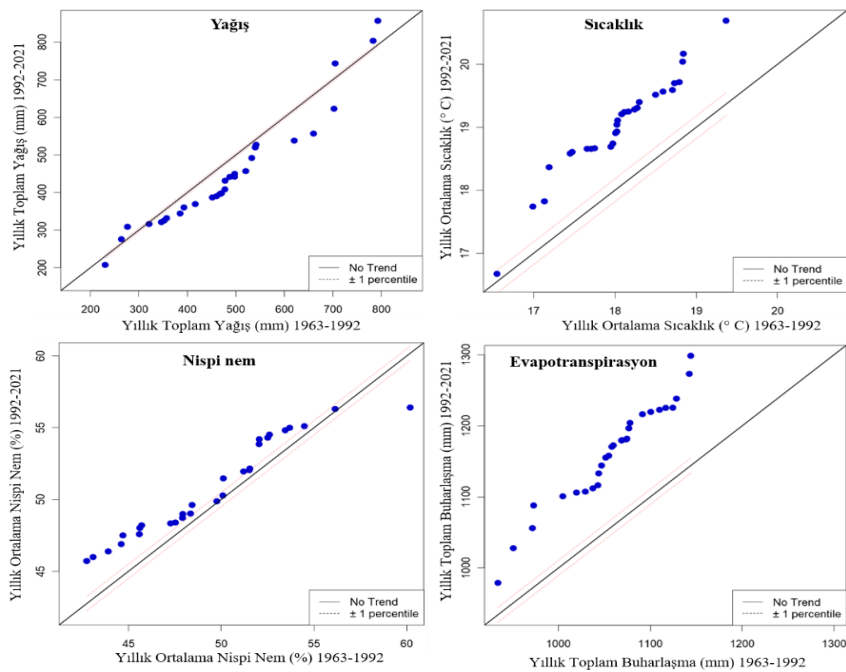 Yağış
Yıllık Toplam Yağış (mm) 1992-2021
800
700
600
500
400
300
200
No Trend
± 1 percentile
200 300 400 500 600 700 800
Yıllık Toplam Yağış (mm) 1963-1992
Sıcaklık
Yıllık Ortalama Sıcaklık (° C) 1992-2021
20
19
18
17
No Trend
± 1 percentile
17 18 19 20
Yıllık Ortalama Sıcaklık (° C) 1963-1992
Nispi nem
Yıllık Ortalama Nispi Nem (%) 1992-2021
60
55
50
45
No Trend
± 1 percentile
45 50 55 60
Yıllık Ortalama Nispi Nem (%) 1963-1992
Evapotranspirasyon
Yıllık Toplam Buharlaşma (mm) 1992-2021
1300
1200
1100
1000
No Trend
± 1 percentile
1000 1100 1200 1300
Yıllık Toplam Buharlaşma (mm) 1963-1992